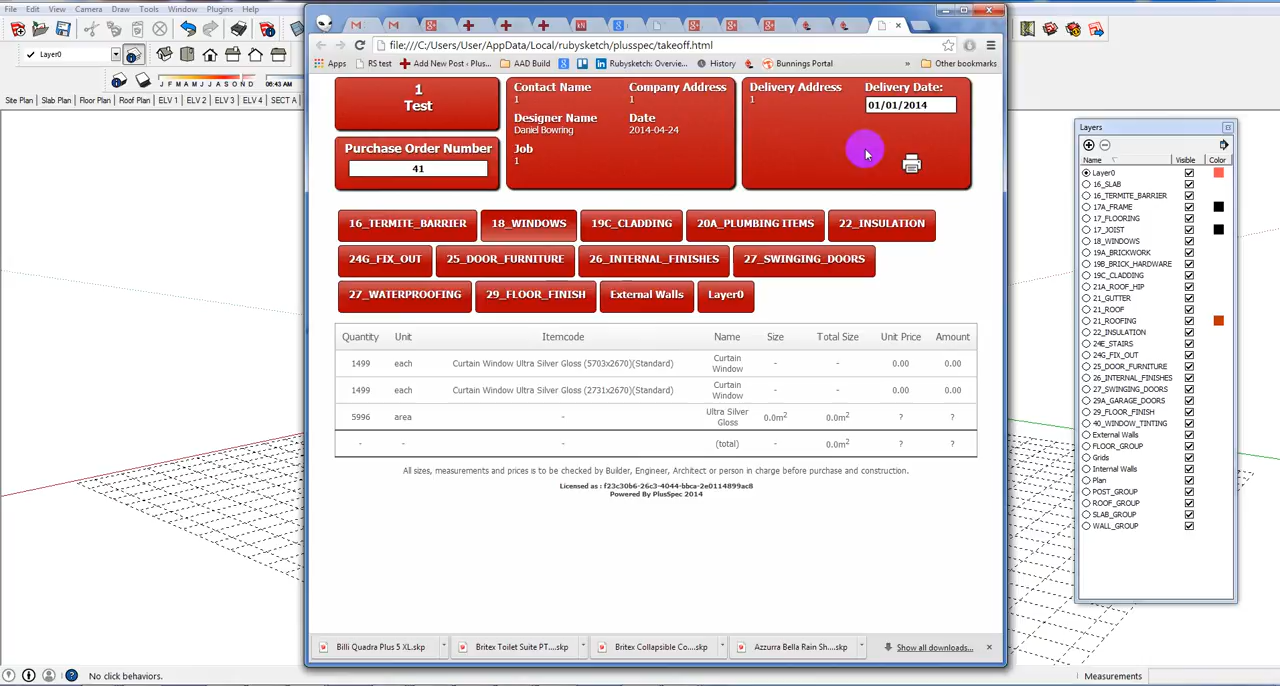 File Edit View Camera Draw Tools Window Plugins Help
Layer0
J F M A M J J A S O N D 06:43 AM
Site Plan Slab Plan Floor Plan Roof Plan ELV 1 ELV 2 ELV 3 ELV 4 SECT A
file:///C:/Users/User/AppData/Local/rubysketch/plusspec/takeoff.html
Apps RS test Add New Post ‹ Plus... AAD Build Rubysketch: Overvie... History Bunnings Portal » Other bookmarks
1
Test
Purchase Order Number
41
Contact Name
1
Company Address
1
Designer Name
Daniel Bowring
Date
2014-04-24
Job
1
Delivery Address
1
Delivery Date:
01/01/2014
16_TERMITE_BARRIER 18_WINDOWS 19C_CLADDING 20A_PLUMBING ITEMS 22_INSULATION
24G_FIX_OUT 25_DOOR_FURNITURE 26_INTERNAL_FINISHES 27_SWINGING_DOORS
27_WATERPROOFING 29_FLOOR_FINISH External Walls Layer0
Quantity Unit Itemcode Name Size Total Size Unit Price Amount
1499 each Curtain Window Ultra Silver Gloss (5703x2670)(Standard) Curtain Window - - 0.00 0.00
1499 each Curtain Window Ultra Silver Gloss (2731x2670)(Standard) Curtain Window - - 0.00 0.00
5996 area - Ultra Silver Gloss 0.0m² 0.0m² ? ?
- - - (total) - 0.0m² ? ?
All sizes, measurements and prices is to be checked by Builder, Engineer, Architect or person in charge before purchase and construction.
Licensed as : f23c30b6-26c3-4044-bbca-2e0114899ac8
Powered By PlusSpec 2014
Billi Quadra Plus 5 XL.skp Britex Toilet Suite PT....skp Britex Collapsible Co....skp Azzurra Bella Rain Sh....skp Show all downloads...
Layers
Name Visible Color
Layer0
16_SLAB
16_TERMITE_BARRIER
17A_FRAME
17_FLOORING
17_JOIST
18_WINDOWS
19A_BRICKWORK
19B_BRICK_HARDWARE
19C_CLADDING
21A_ROOF_HIP
21_GUTTER
21_ROOF
21_ROOFING
22_INSULATION
24E_STAIRS
24G_FIX_OUT
25_DOOR_FURNITURE
26_INTERNAL_FINISHES
27_SWINGING_DOORS
29A_GARAGE_DOORS
29_FLOOR_FINISH
40_WINDOW_TINTING
External Walls
FLOOR_GROUP
Grids
Internal Walls
Plan
POST_GROUP
ROOF_GROUP
SLAB_GROUP
WALL_GROUP
No click behaviors.
Measurements